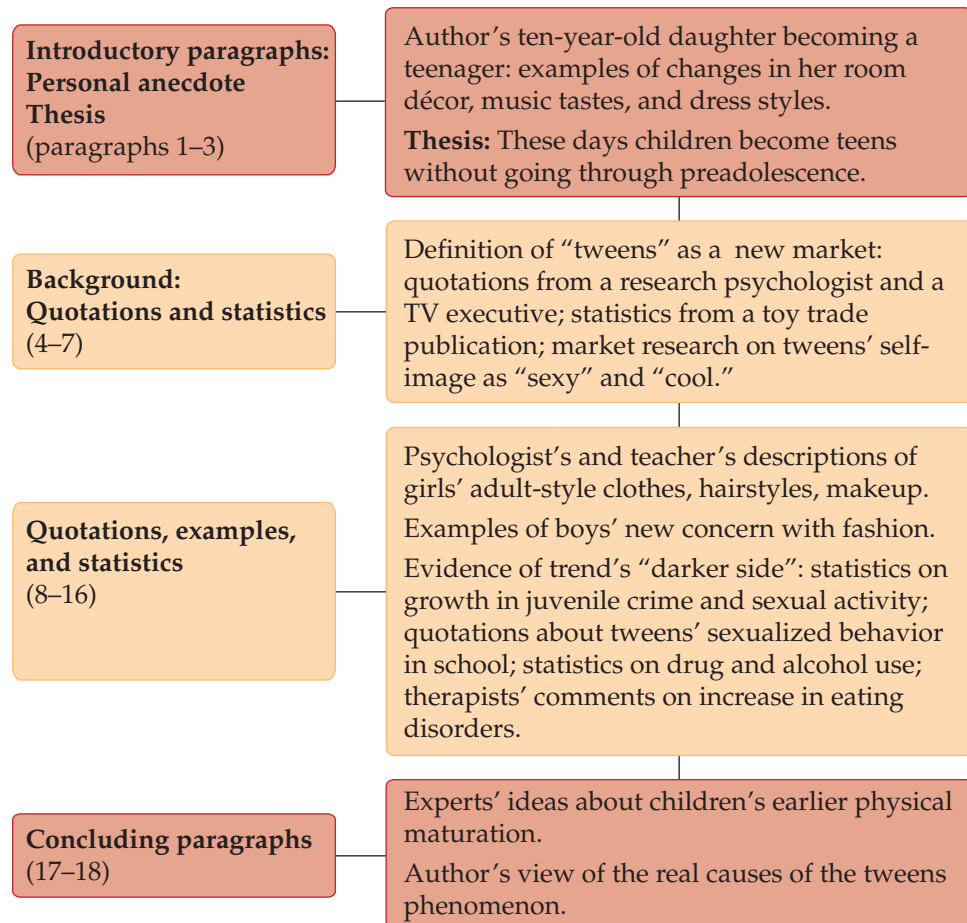 Introductory paragraphs:
Personal anecdote
Thesis
(paragraphs 1–3)
Author’s ten-year-old daughter becoming a
teenager: examples of changes in her room
décor, music tastes, and dress styles.
Thesis: These days children become teens
without going through preadolescence.
Background:
Quotations and statistics
(4–7)
Definition of “tweens” as a new market:
quotations from a research psychologist and a
TV executive; statistics from a toy trade
publication; market research on tweens’ self-
image as “sexy” and “cool.”
Quotations, examples,
and statistics
(8–16)
Psychologist’s and teacher’s descriptions of
girls’ adult-style clothes, hairstyles, makeup.
Examples of boys’ new concern with fashion.
Evidence of trend’s “darker side”: statistics on
growth in juvenile crime and sexual activity;
quotations about tweens’ sexualized behavior
in school; statistics on drug and alcohol use;
therapists’ comments on increase in eating
disorders.
Concluding paragraphs
(17–18)
Experts’ ideas about children’s earlier physical
maturation.
Author’s view of the real causes of the tweens
phenomenon.